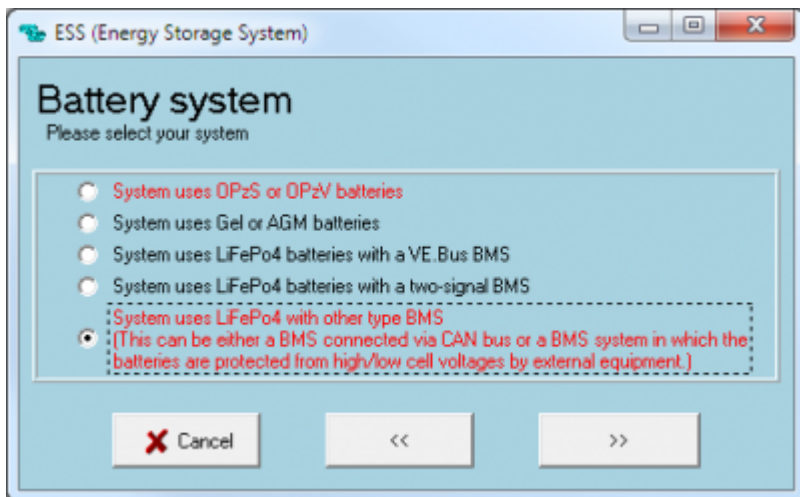 ESS (Energy Storage System)
Battery system
Please select your system
System uses OPzS or OPzV batteries
System uses Gel or AGM batteries
System uses LiFePo4 batteries with a VE.Bus BMS
System uses LiFePo4 batteries with a two-signal BMS
System uses LiFePo4 with other type BMS
(This can be either a BMS connected via CAN bus or a BMS system in which the
batteries are protected from high/low cell voltages by external equipment.)
Cancel << >>